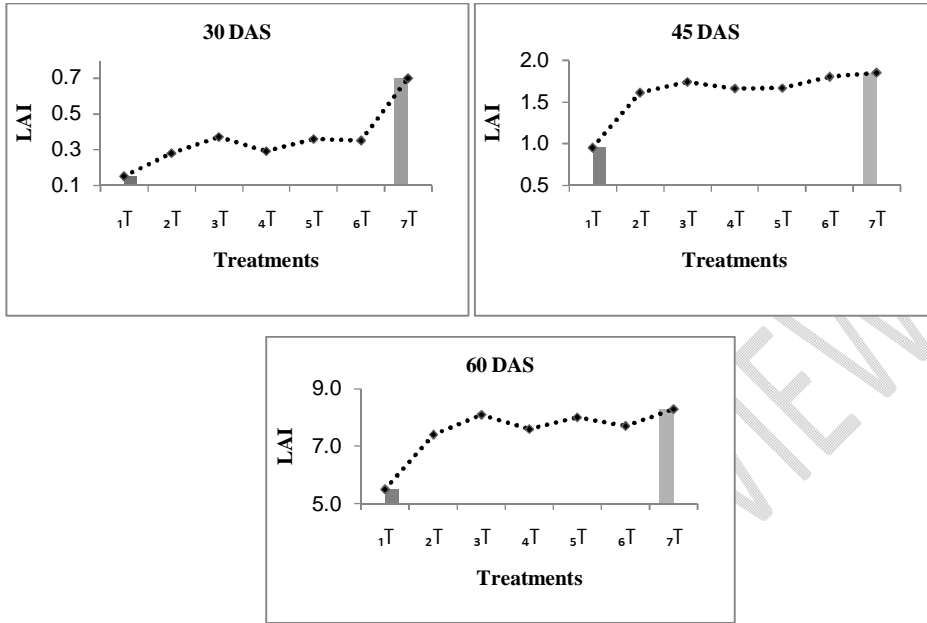 30 DAS
LAI
0.7
0.5
0.3
0.1
₁T ₂T ₃T ₄T ₅T ₆T ₇T
Treatments
45 DAS
LAI
2.0
1.5
1.0
0.5
₁T ₂T ₃T ₄T ₅T ₆T ₇T
Treatments
60 DAS
LAI
9.0
7.0
5.0
₁T ₂T ₃T ₄T ₅T ₆T ₇T
Treatments
VIEW